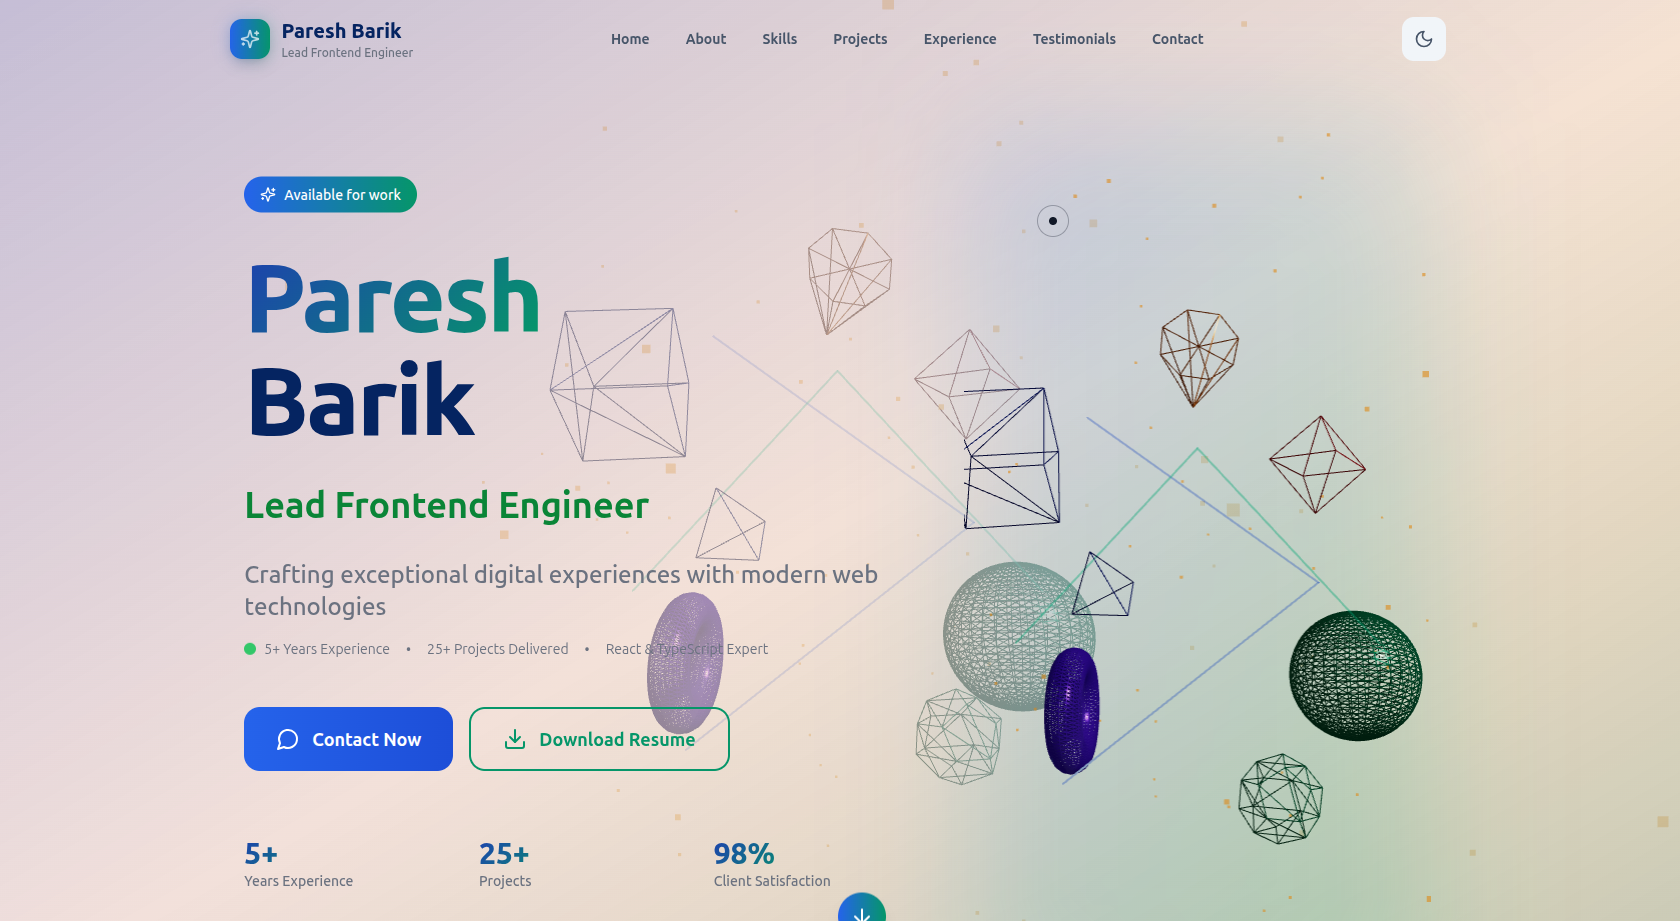 Paresh Barik
Lead Frontend Engineer
Home About Skills Projects Experience Testimonials Contact
Available for work
Paresh
Barik
Lead Frontend Engineer
Crafting exceptional digital experiences with modern web
technologies
5+ Years Experience • 25+ Projects Delivered • React & TypeScript Expert
Contact Now
Download Resume
5+ 25+ 98%
Years Experience Projects Client Satisfaction